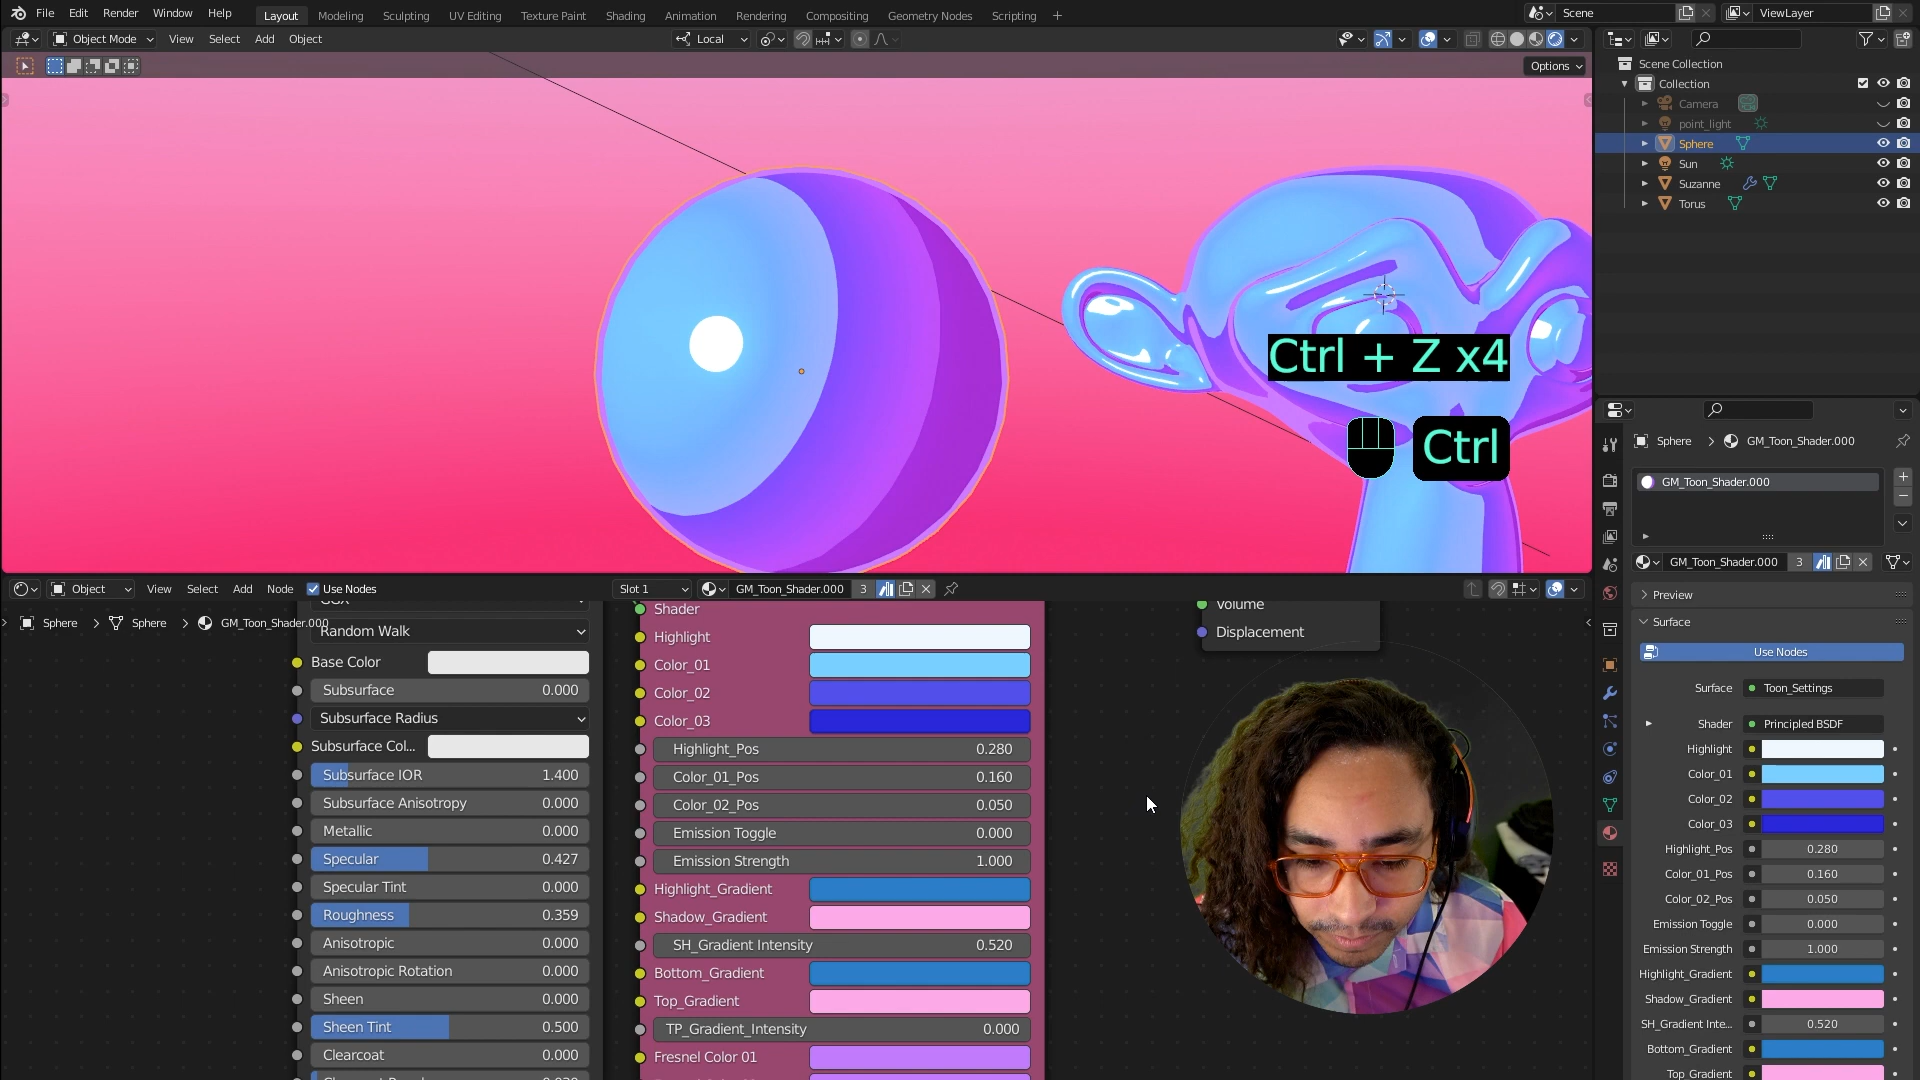 File Edit Render Window Help
Layout Modeling Sculpting UV Editing Texture Paint Shading Animation Rendering Compositing Geometry Nodes Scripting +
Scene
ViewLayer
Object Mode View Select Add Object
Local
Options
Scene Collection
Collection
Camera
point_light
Sphere
Sun
Suzanne
Torus
Ctrl + Z x4
Ctrl
Sphere > GM_Toon_Shader.000
GM_Toon_Shader.000
GM_Toon_Shader.000 3
Preview
Surface
Use Nodes
Surface Toon_Settings
Shader Principled BSDF
Highlight
Color_01
Color_02
Color_03
Highlight_Pos 0.280
Color_01_Pos 0.160
Color_02_Pos 0.050
Emission Toggle 0.000
Emission Strength 1.000
Highlight_Gradient
Shadow_Gradient
SH_Gradient Inte... 0.520
Bottom_Gradient
Top_Gradient
Object View Select Add Node Use Nodes
Slot 1
GM_Toon_Shader.000 3
Sphere > Sphere > GM_Toon_Shader.000
Random Walk
Base Color
Subsurface 0.000
Subsurface Radius
Subsurface Col...
Subsurface IOR 1.400
Subsurface Anisotropy 0.000
Metallic 0.000
Specular 0.427
Specular Tint 0.000
Roughness 0.359
Anisotropic 0.000
Anisotropic Rotation 0.000
Sheen 0.000
Sheen Tint 0.500
Clearcoat 0.000
Shader
Highlight
Color_01
Color_02
Color_03
Highlight_Pos 0.280
Color_01_Pos 0.160
Color_02_Pos 0.050
Emission Toggle 0.000
Emission Strength 1.000
Highlight_Gradient
Shadow_Gradient
SH_Gradient Intensity 0.520
Bottom_Gradient
Top_Gradient
TP_Gradient_Intensity 0.000
Fresnel Color 01
Volume
Displacement